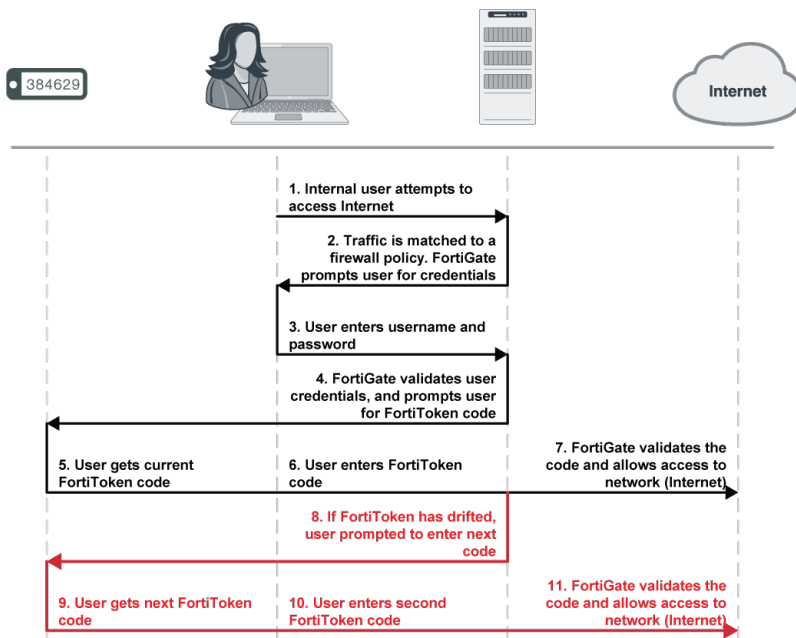 384629
Internet
1. Internal user attempts to
access Internet
2. Traffic is matched to a
firewall policy. FortiGate
prompts user for credentials
3. User enters username and
password
4. FortiGate validates user
credentials, and prompts user
for FortiToken code
5. User gets current
FortiToken code
6. User enters FortiToken
code
7. FortiGate validates the
code and allows access to
network (Internet)
8. If FortiToken has drifted,
user prompted to enter next
code
9. User gets next FortiToken
code
10. User enters second
FortiToken code
11. FortiGate validates the
code and allows access to
network (Internet)